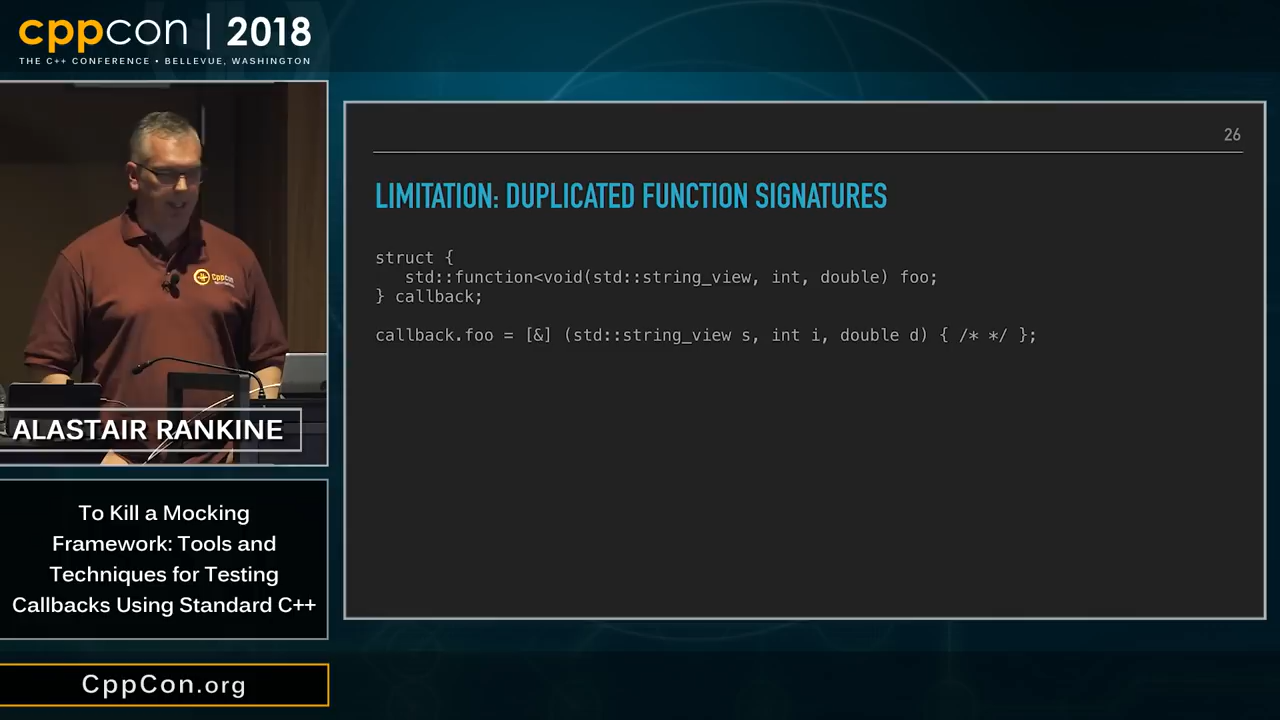 cppcon | 2018
THE C++ CONFERENCE • BELLEVUE, WASHINGTON
26
LIMITATION: DUPLICATED FUNCTION SIGNATURES
struct {
   std::function<void(std::string_view, int, double) foo;
} callback;
callback.foo = [&] (std::string_view s, int i, double d) { /* */ };
Cppcon
ALASTAIR RANKINE
To Kill a Mocking
Framework: Tools and
Techniques for Testing
Callbacks Using Standard C++
CppCon.org